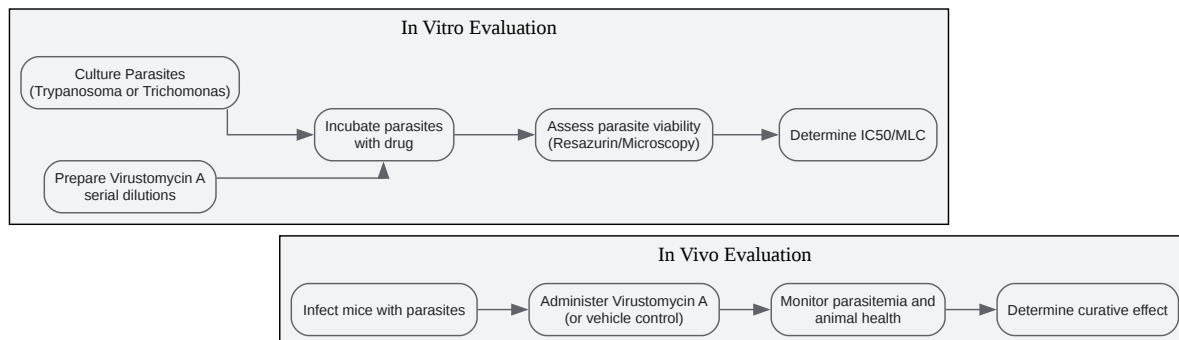 In Vitro Evaluation
Culture Parasites
(Trypanosoma or Trichomonas)
Prepare Virustomycin A
serial dilutions
Incubate parasites
with drug
Assess parasite viability
(Resazurin/Microscopy)
Determine IC50/MLC
In Vivo Evaluation
Infect mice with parasites
Administer Virustomycin A
(or vehicle control)
Monitor parasitemia and
animal health
Determine curative effect